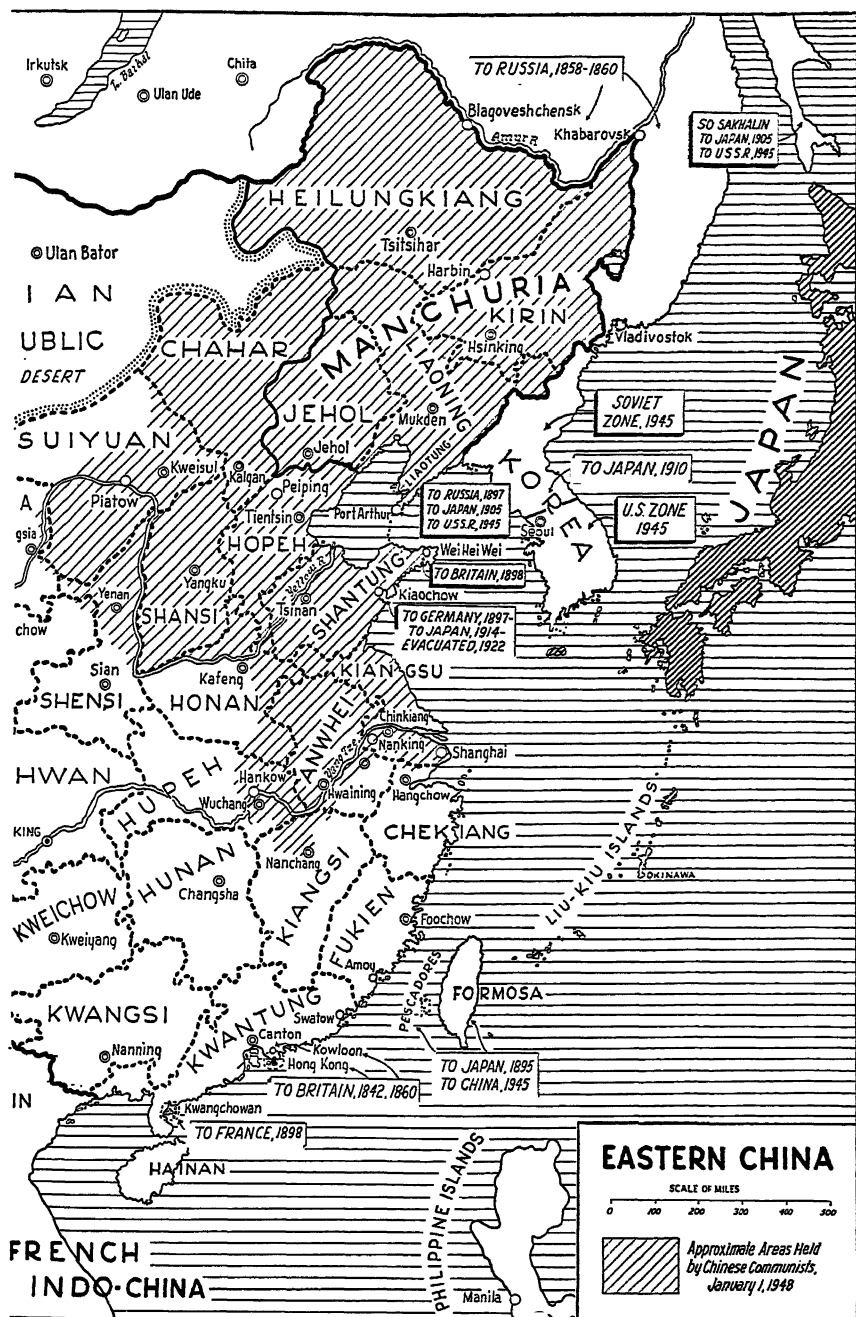 Irkutsk
L. Baikal
Ulan Ude
Chita
TO RUSSIA, 1858-1860
Blagoveshchensk
Amur R
Khabarovsk
SO SAKHALIN
TO JAPAN, 1905
TO U.S.S.R., 1945
HEILUNGKIANG
Tsitsihar
Ulan Bator
IAN
UBLIC
DESERT
Harbin
MANCHURIA
KIRIN
Hsinking
Vladivostok
CHAHAR
LIAONING
JEHOL
Jehol
Mukden
SUIYUAN
Kweisui
Kalgan
Piatow
A
gsia
Peiping
Tientsin
HOPEH
LIAOTUNG
Port Arthur
TO RUSSIA, 1897
TO JAPAN, 1905
TO U.S.S.R, 1945
SOVIET
ZONE, 1945
KOREA
TO JAPAN, 1910
Seoul
U.S. ZONE
1945
JAPAN
Wei Hei Wei
TO BRITAIN, 1898
Kiaochow
TO GERMANY, 1897-
TO JAPAN, 1914-
EVACUATED, 1922
Yenan
Yangku
SHANSI
Yellow R
Tsinan
SHANTUNG
chow
Sian
SHENSI
Kafeng
HONAN
KIANGSU
ANWHEI
Chinkiang
Nanking
Shanghai
HWAN
HUPEH
Hankow
Wuchang
Yangtze
Hwaining
Hangchow
CHEKIANG
KING
HUNAN
Changsha
Nanchang
KIANGSI
KWEICHOW
Kweiyang
FUKIEN
Foochow
Amoy
LIU-KIU ISLANDS
OKINAWA
PESCADORES
FORMOSA
KWANGSI
Nanning
KWANTUNG
Swatow
Canton
Kowloon
Hong Kong
TO BRITAIN, 1842, 1860
TO JAPAN, 1895
TO CHINA, 1945
IN
Kwangchowan
TO FRANCE, 1898
HAINAN
FRENCH
INDO-CHINA
PHILIPPINE ISLANDS
Manila
EASTERN CHINA
SCALE OF MILES
0 100 200 300 400 500
Approximate Areas Held
by Chinese Communists,
January 1, 1948